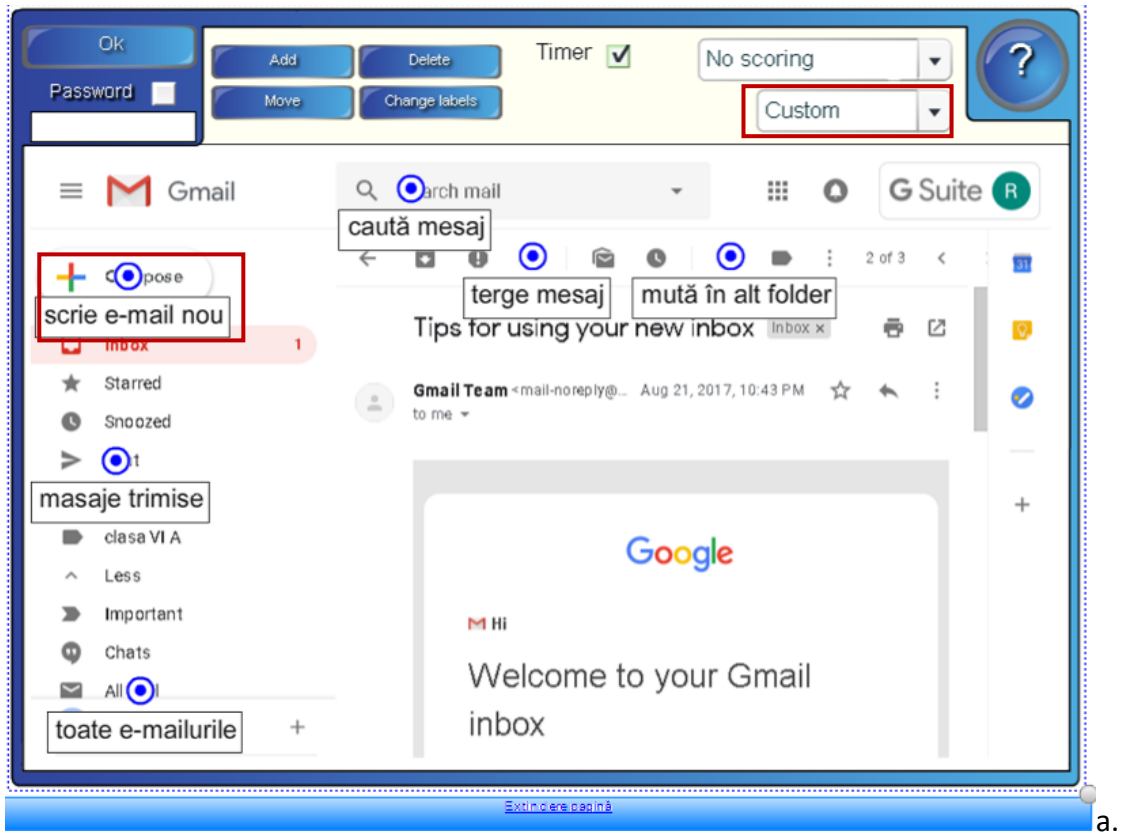 Ok
Add
Delete
Timer
No scoring
?
Password
Move
Change labels
Custom
Gmail
arch mail
G Suite R
caută mesaj
2 of 3
31
C pose
scrie e-mail nou
terge mesaj
mută în alt folder
Tips for using your new inbox Inbox x
Inbox 1
Starred
Gmail Team <mail-noreply@... Aug 21, 2017, 10:43 PM
to me
Snoozed
t
masaje trimise
clasa VI A
Less
Google
Important
M Hi
Chats
Welcome to your Gmail
All l
inbox
toate e-mailurile +
Extindere pagină
a.